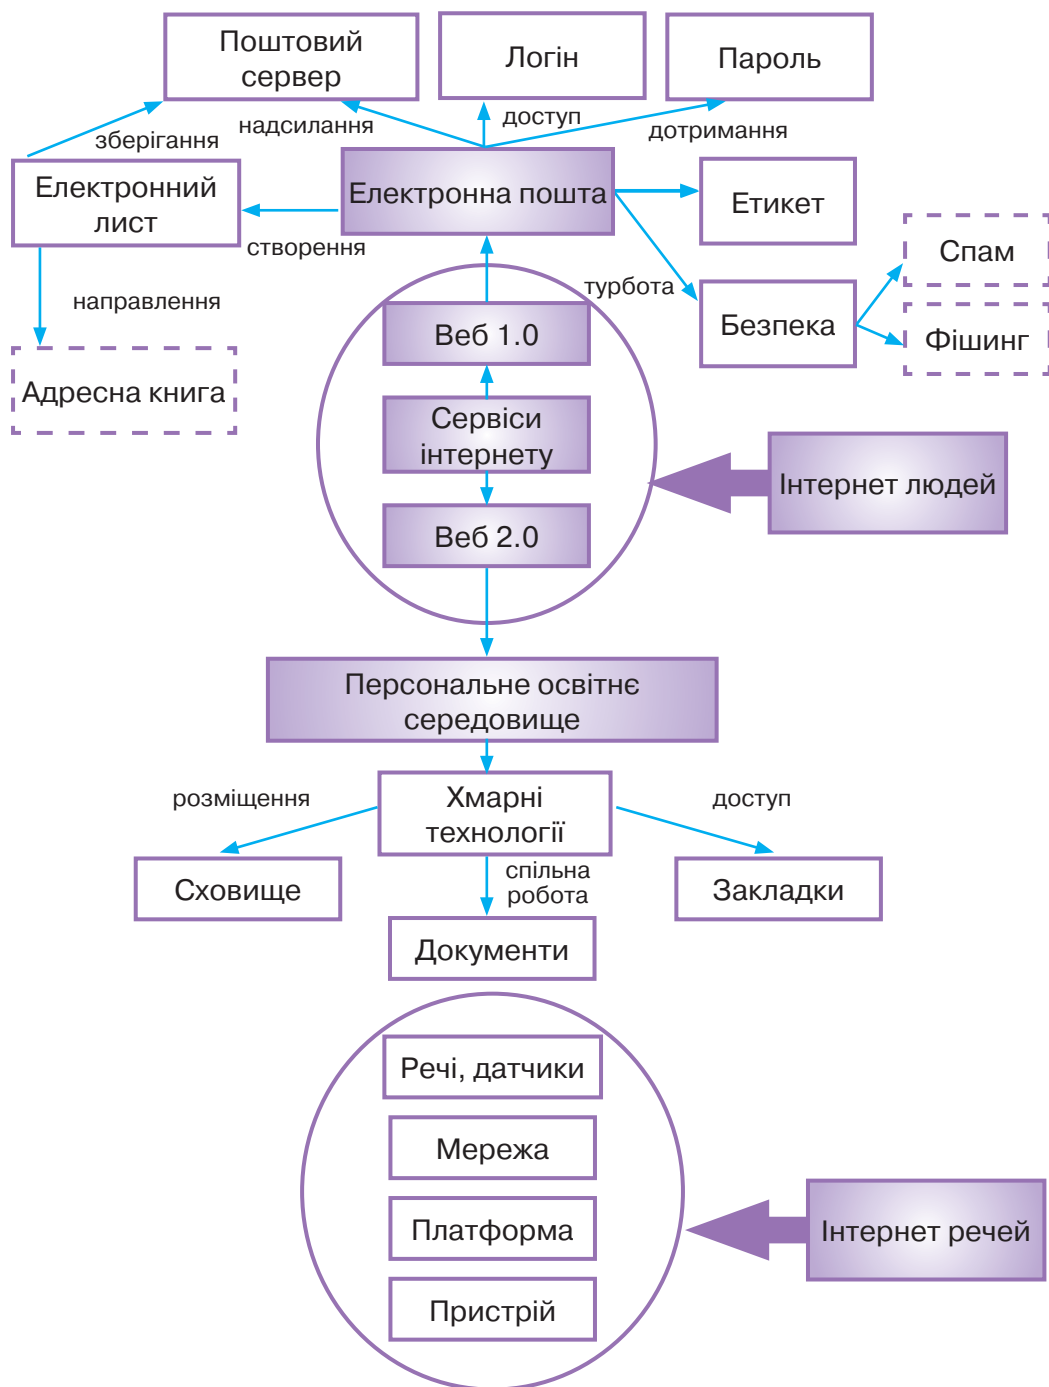 Поштовий
сервер
Логін
Пароль
зберігання
надсилання
доступ
дотримання
Електронний
лист
Електронна пошта
Етикет
створення
Спам
направлення
турбота
Безпека
Фішинг
Адресна книга
Веб 1.0
Сервіси
інтернету
Інтернет людей
Веб 2.0
Персональне освітнє
середовище
розміщення
Хмарні
технології
доступ
Сховище
спільна
робота
Закладки
Документи
Речі, датчики
Мережа
Платформа
Інтернет речей
Пристрій